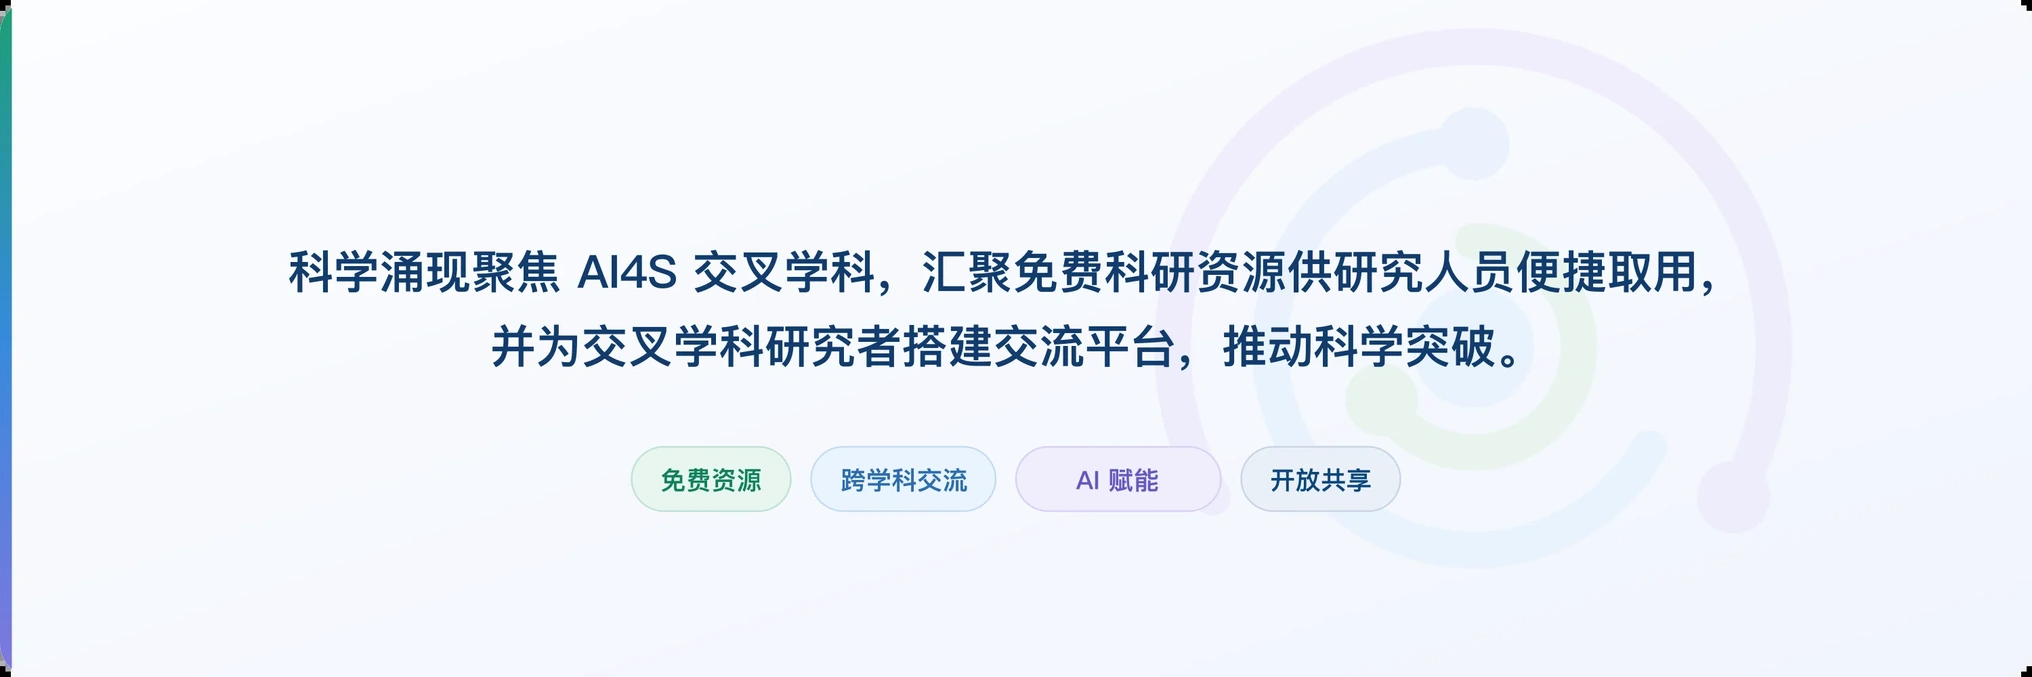 科学涌现聚焦 AI4S 交叉学科，汇聚免费科研资源供研究人员便捷取用，
并为交叉学科研究者搭建交流平台，推动科学突破。
免费资源 跨学科交流 AI 赋能 开放共享